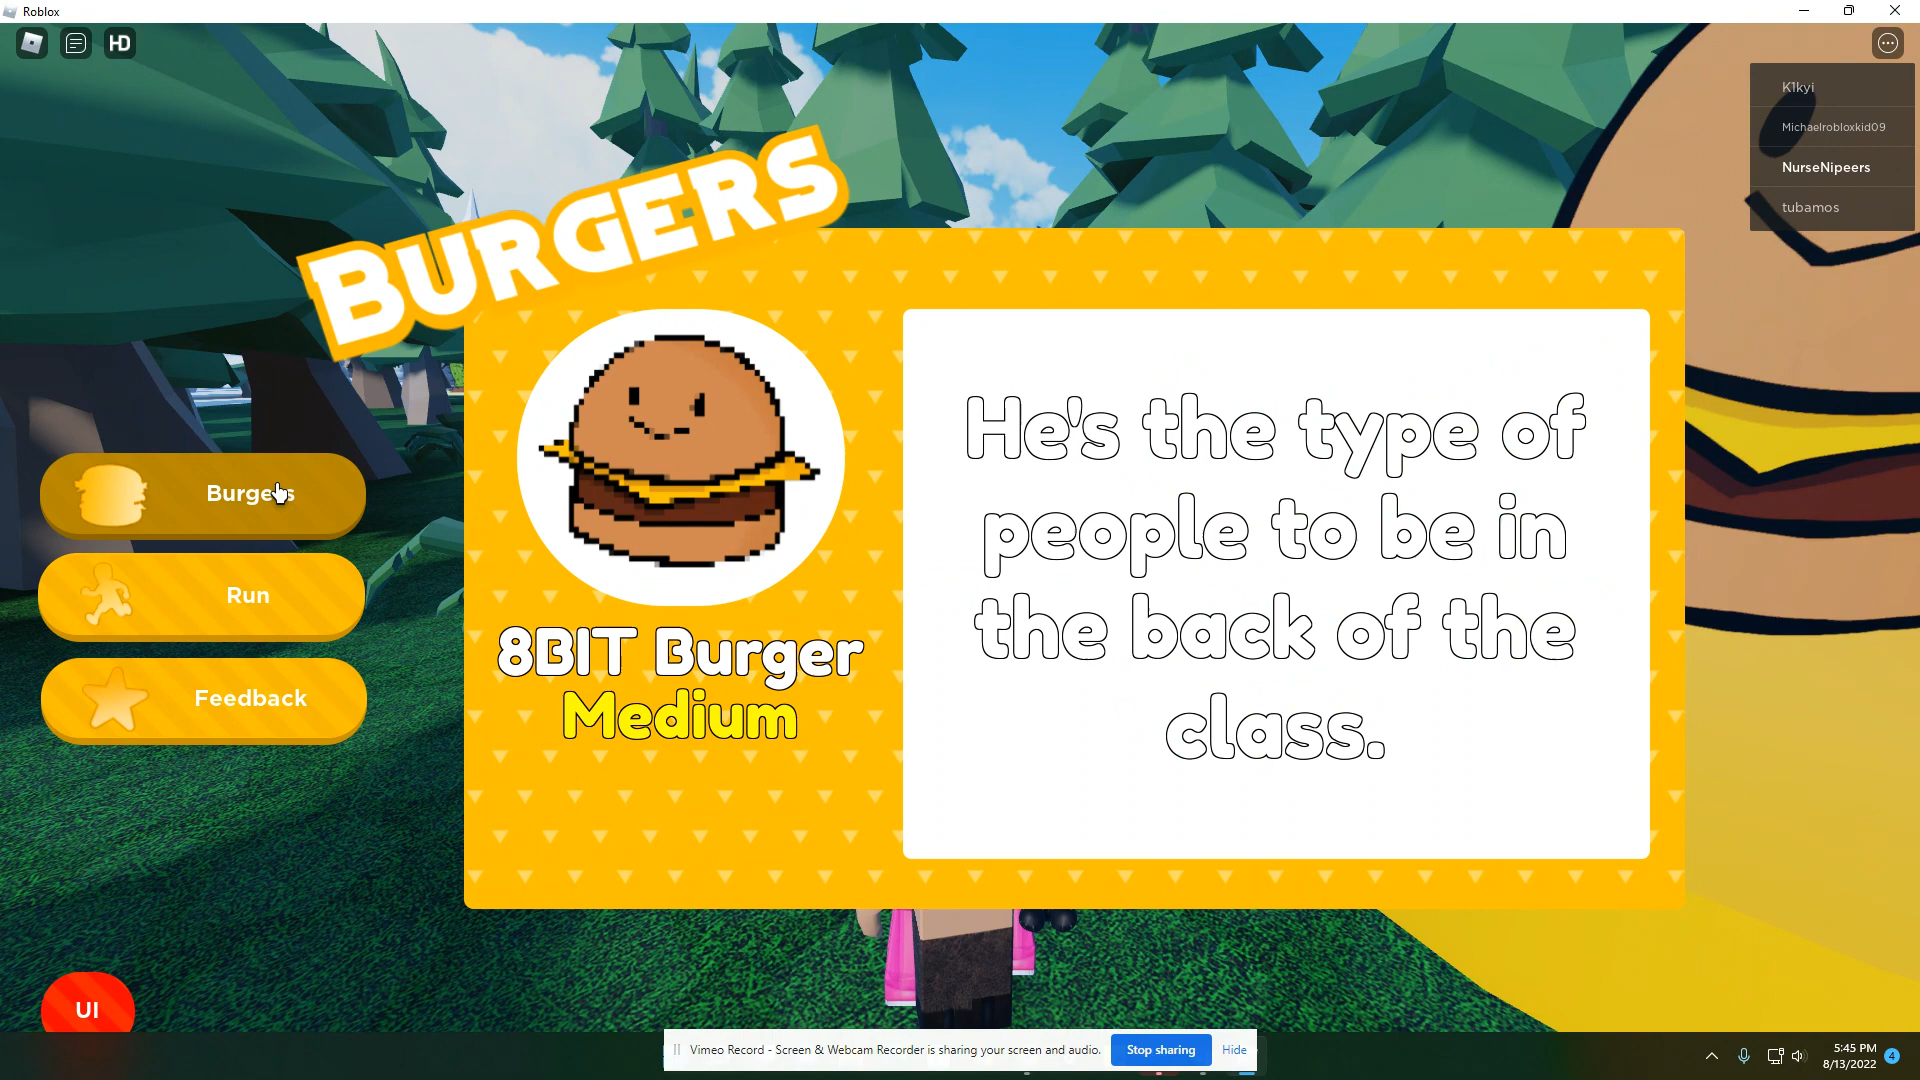 Roblox
HD
K1kyi
Michaelrobloxkid09
NurseNipeers
tubamos
BURGERS
He's the type of
people to be in
the back of the
class.
Burgers
Run
Feedback
8BIT Burger
Medium
UI
Vimeo Record - Screen & Webcam Recorder is sharing your screen and audio.
Stop sharing
Hide
5:45 PM
8/13/2022
4